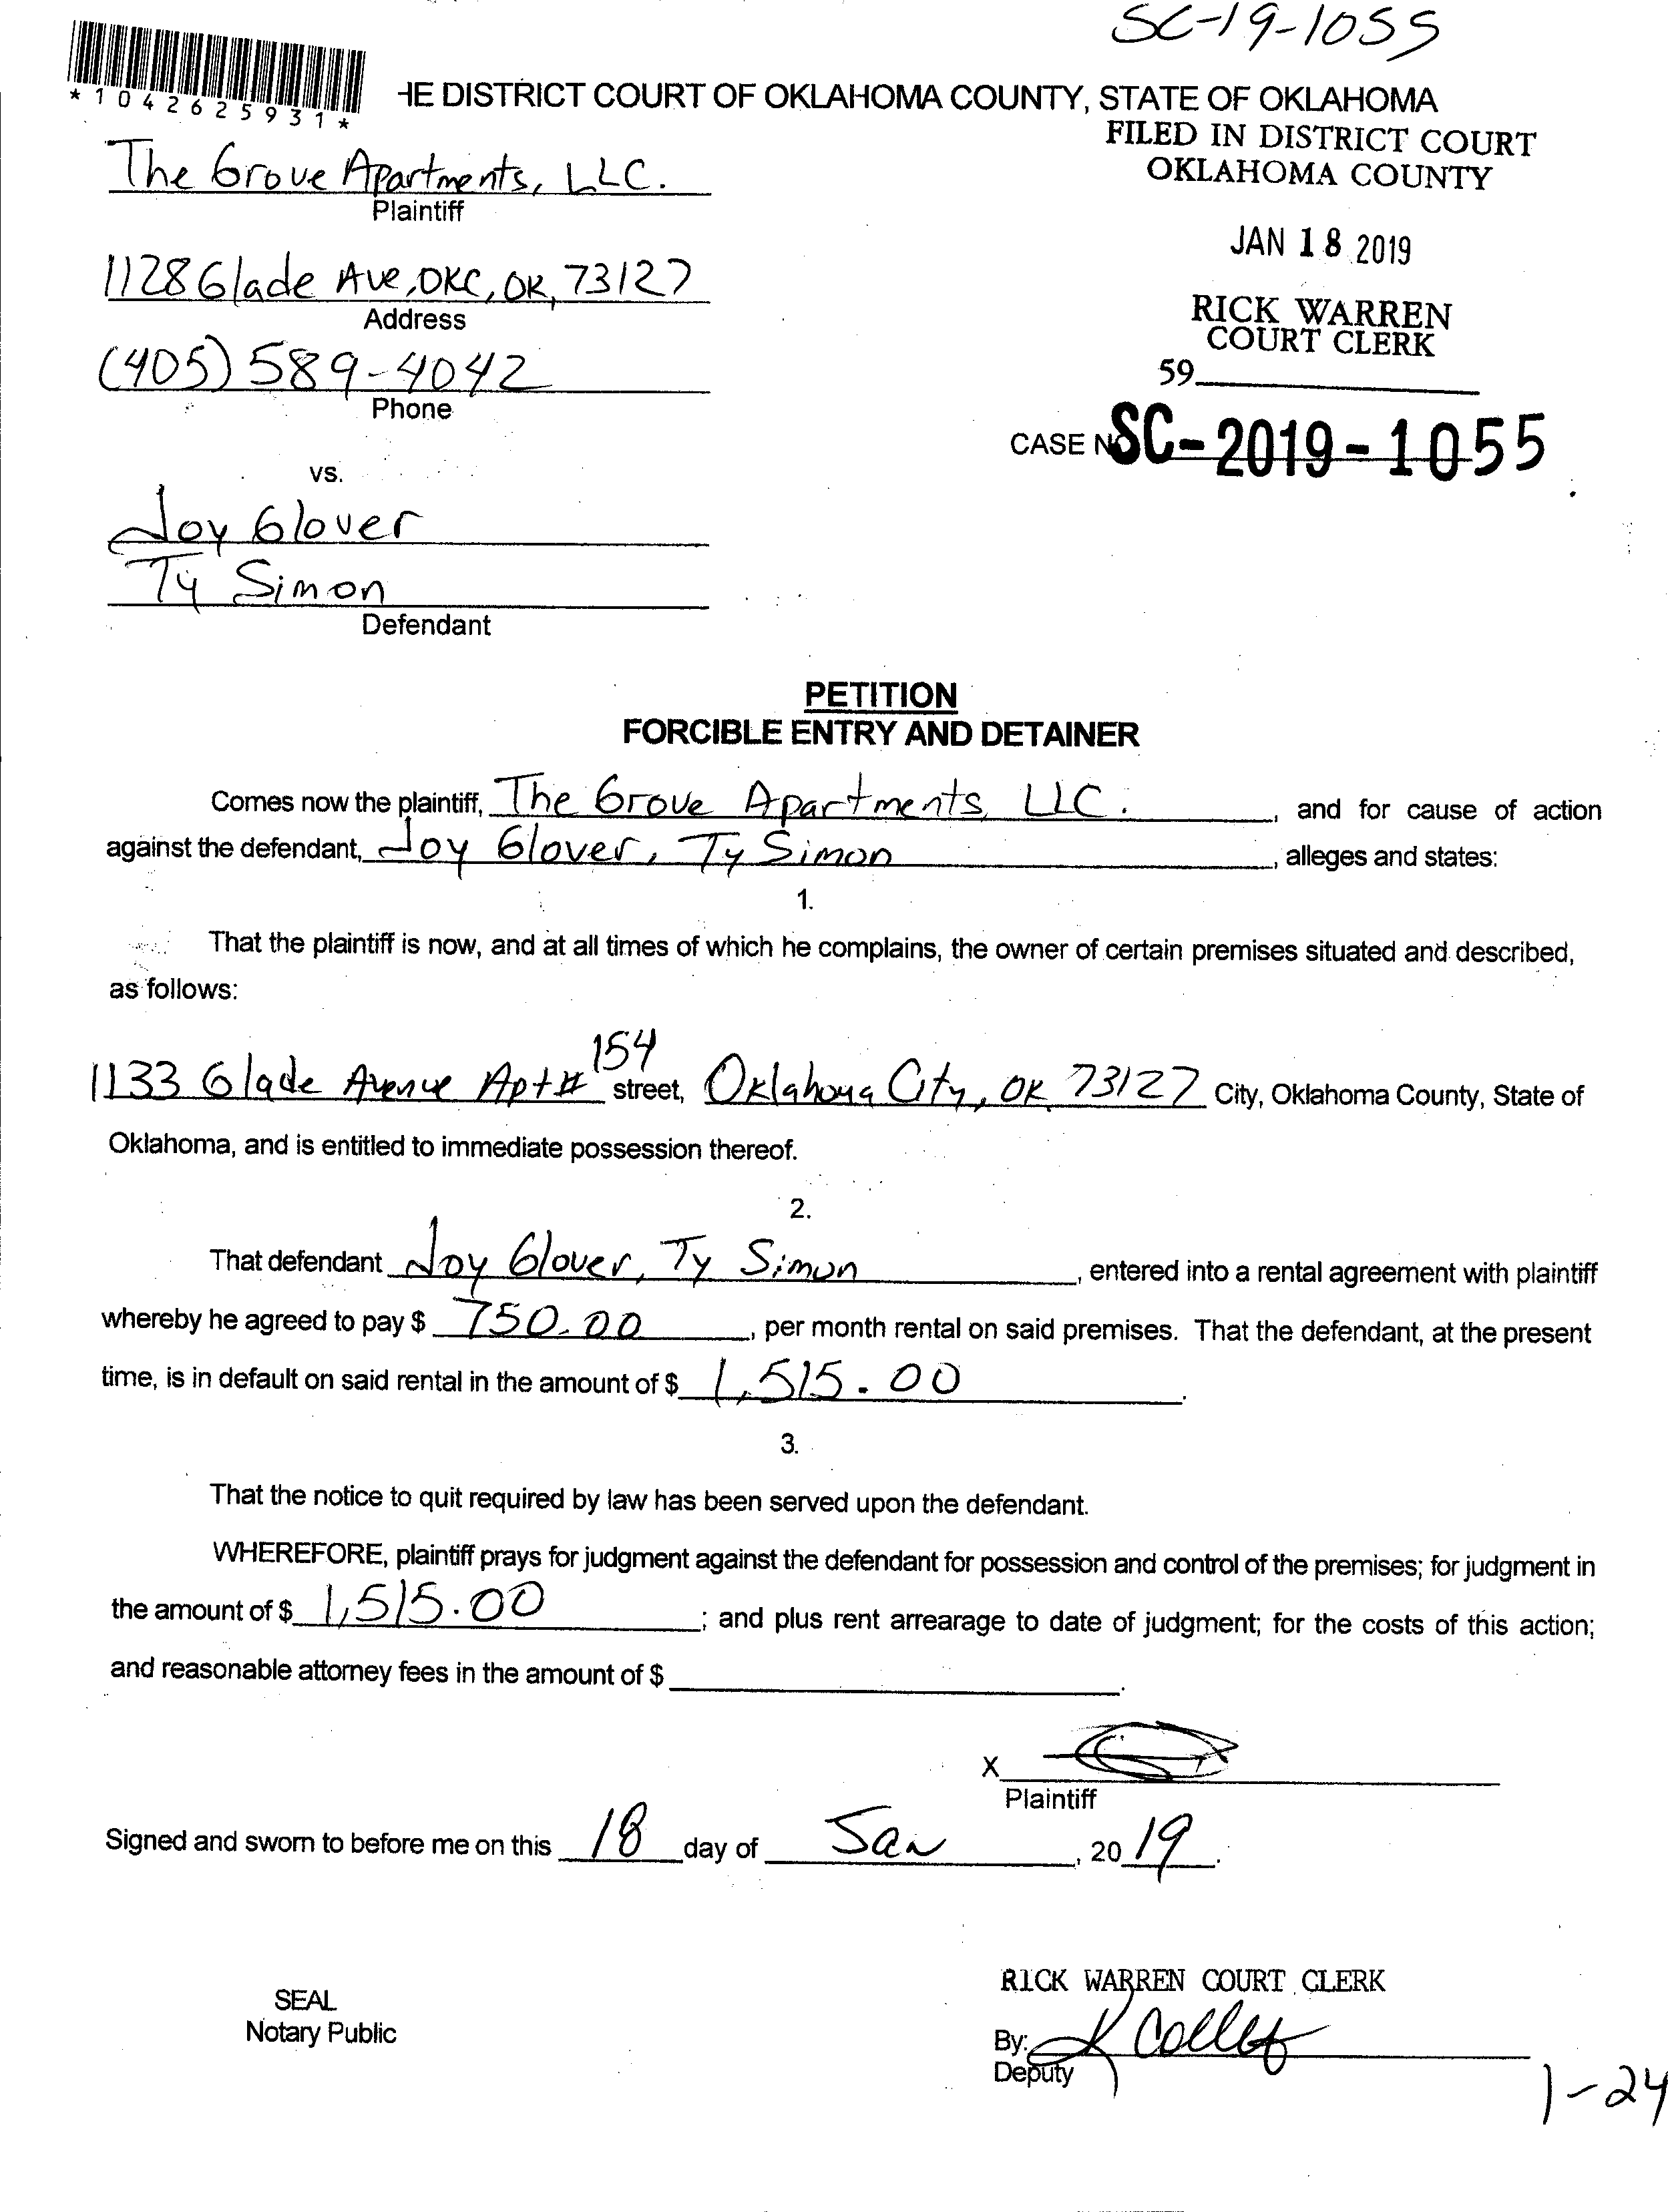 SC-19-1055
*1042625931*
HE DISTRICT COURT OF OKLAHOMA COUNTY, STATE OF OKLAHOMA
FILED IN DISTRICT COURT
OKLAHOMA COUNTY
The Grove Apartments, LLC.
Plaintiff
JAN 18 2019
1128 Glade Ave, OKC, OK, 73127
Address
RICK WARREN
COURT CLERK
(405) 589-4042
Phone
59
CASE NO SC-2019-1055
vs.
Joy Glover
Ty Simon
Defendant
PETITION
FORCIBLE ENTRY AND DETAINER
Comes now the plaintiff, The Grove Apartments, LLC. , and for cause of action
against the defendant, Joy Glover, Ty Simon , alleges and states:
1.
That the plaintiff is now, and at all times of which he complains, the owner of certain premises situated and described,
as follows:
1133 Glade Avenue Apt# 154 street, Oklahoma City, OK 73127 City, Oklahoma County, State of
Oklahoma, and is entitled to immediate possession thereof.
2.
That defendant Joy Glover, Ty Simon , entered into a rental agreement with plaintiff
whereby he agreed to pay $ 750.00 , per month rental on said premises. That the defendant, at the present
time, is in default on said rental in the amount of $ 1,515.00 .
3.
That the notice to quit required by law has been served upon the defendant.
WHEREFORE, plaintiff prays for judgment against the defendant for possession and control of the premises; for judgment in
the amount of $ 1,515.00 ; and plus rent arrearage to date of judgment; for the costs of this action;
and reasonable attorney fees in the amount of $ .
X
Plaintiff
Signed and sworn to before me on this 18 day of Jan , 20 19 .
RICK WARREN COURT CLERK
SEAL
Notary Public
By: K
Deputy
1-24